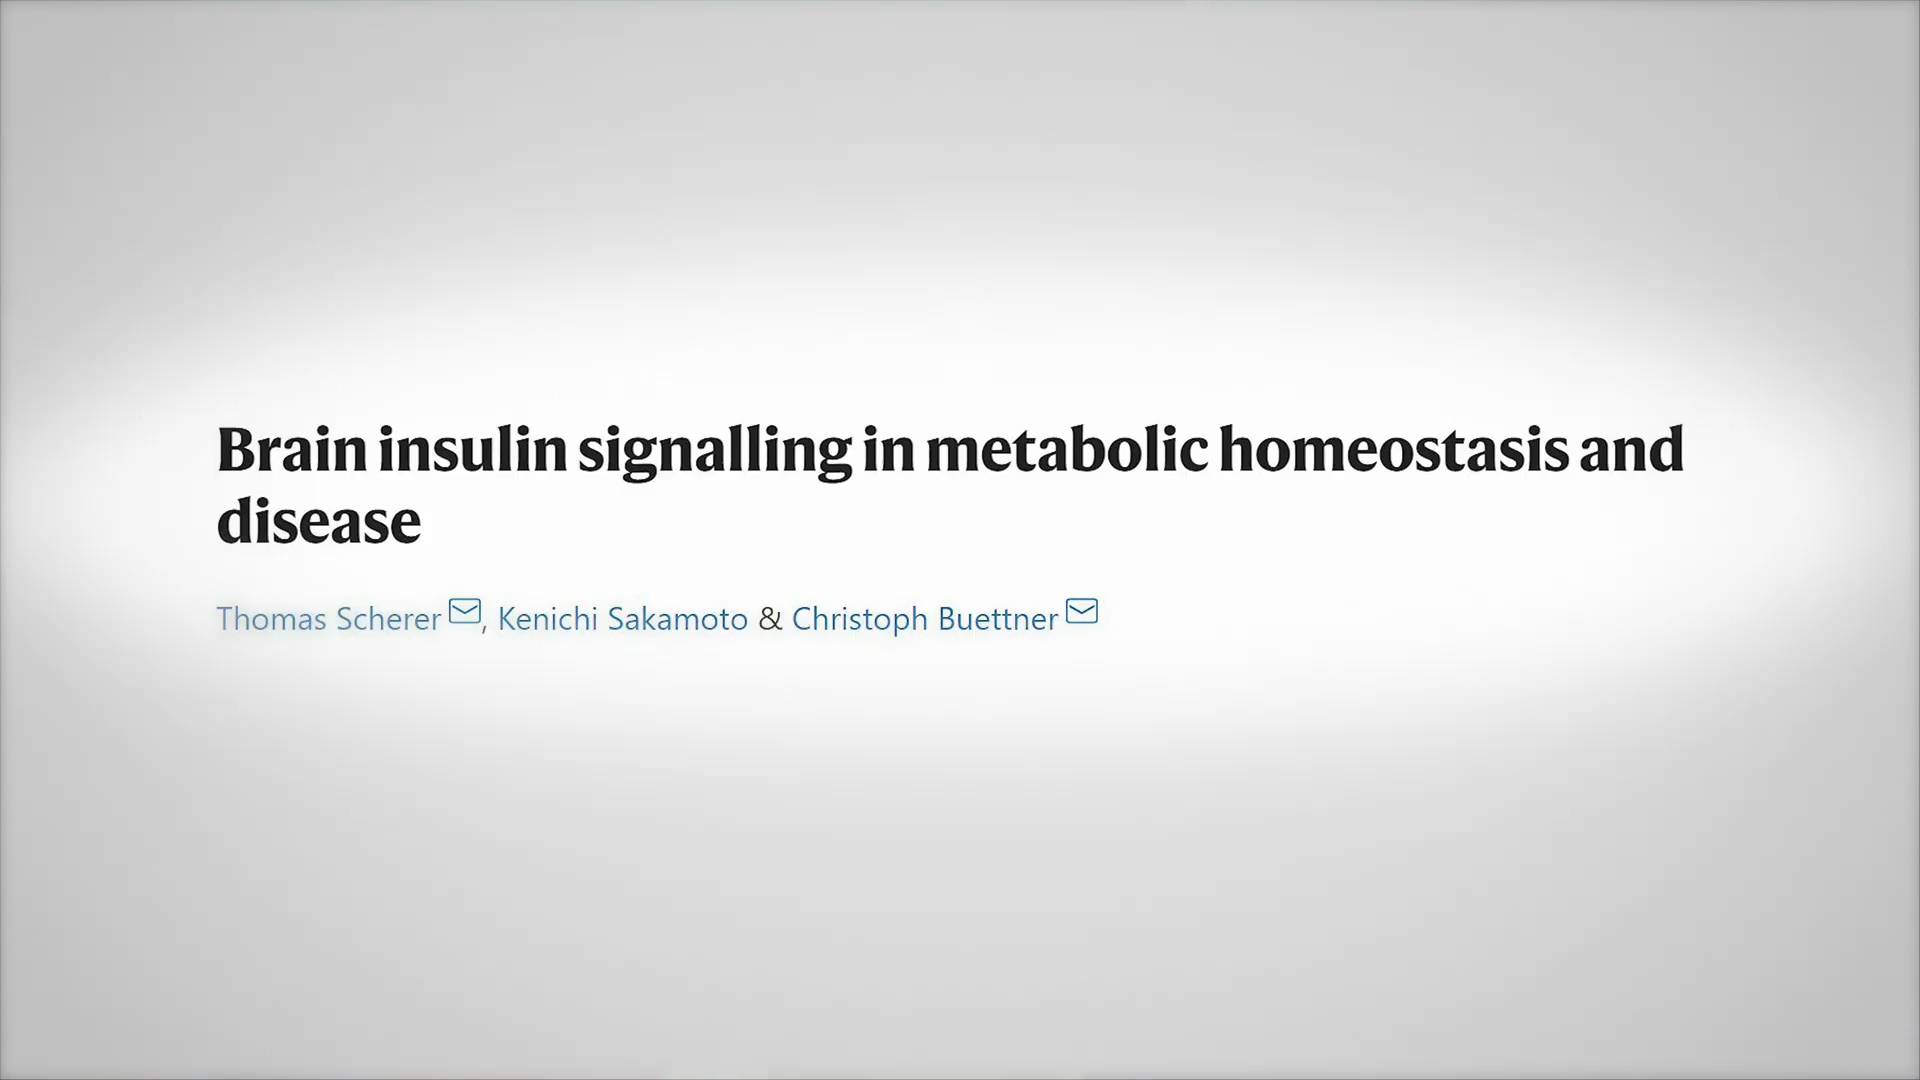 Brain insulin signalling in metabolic homeostasis and
disease
Thomas Scherer, Kenichi Sakamoto & Christoph Buettner